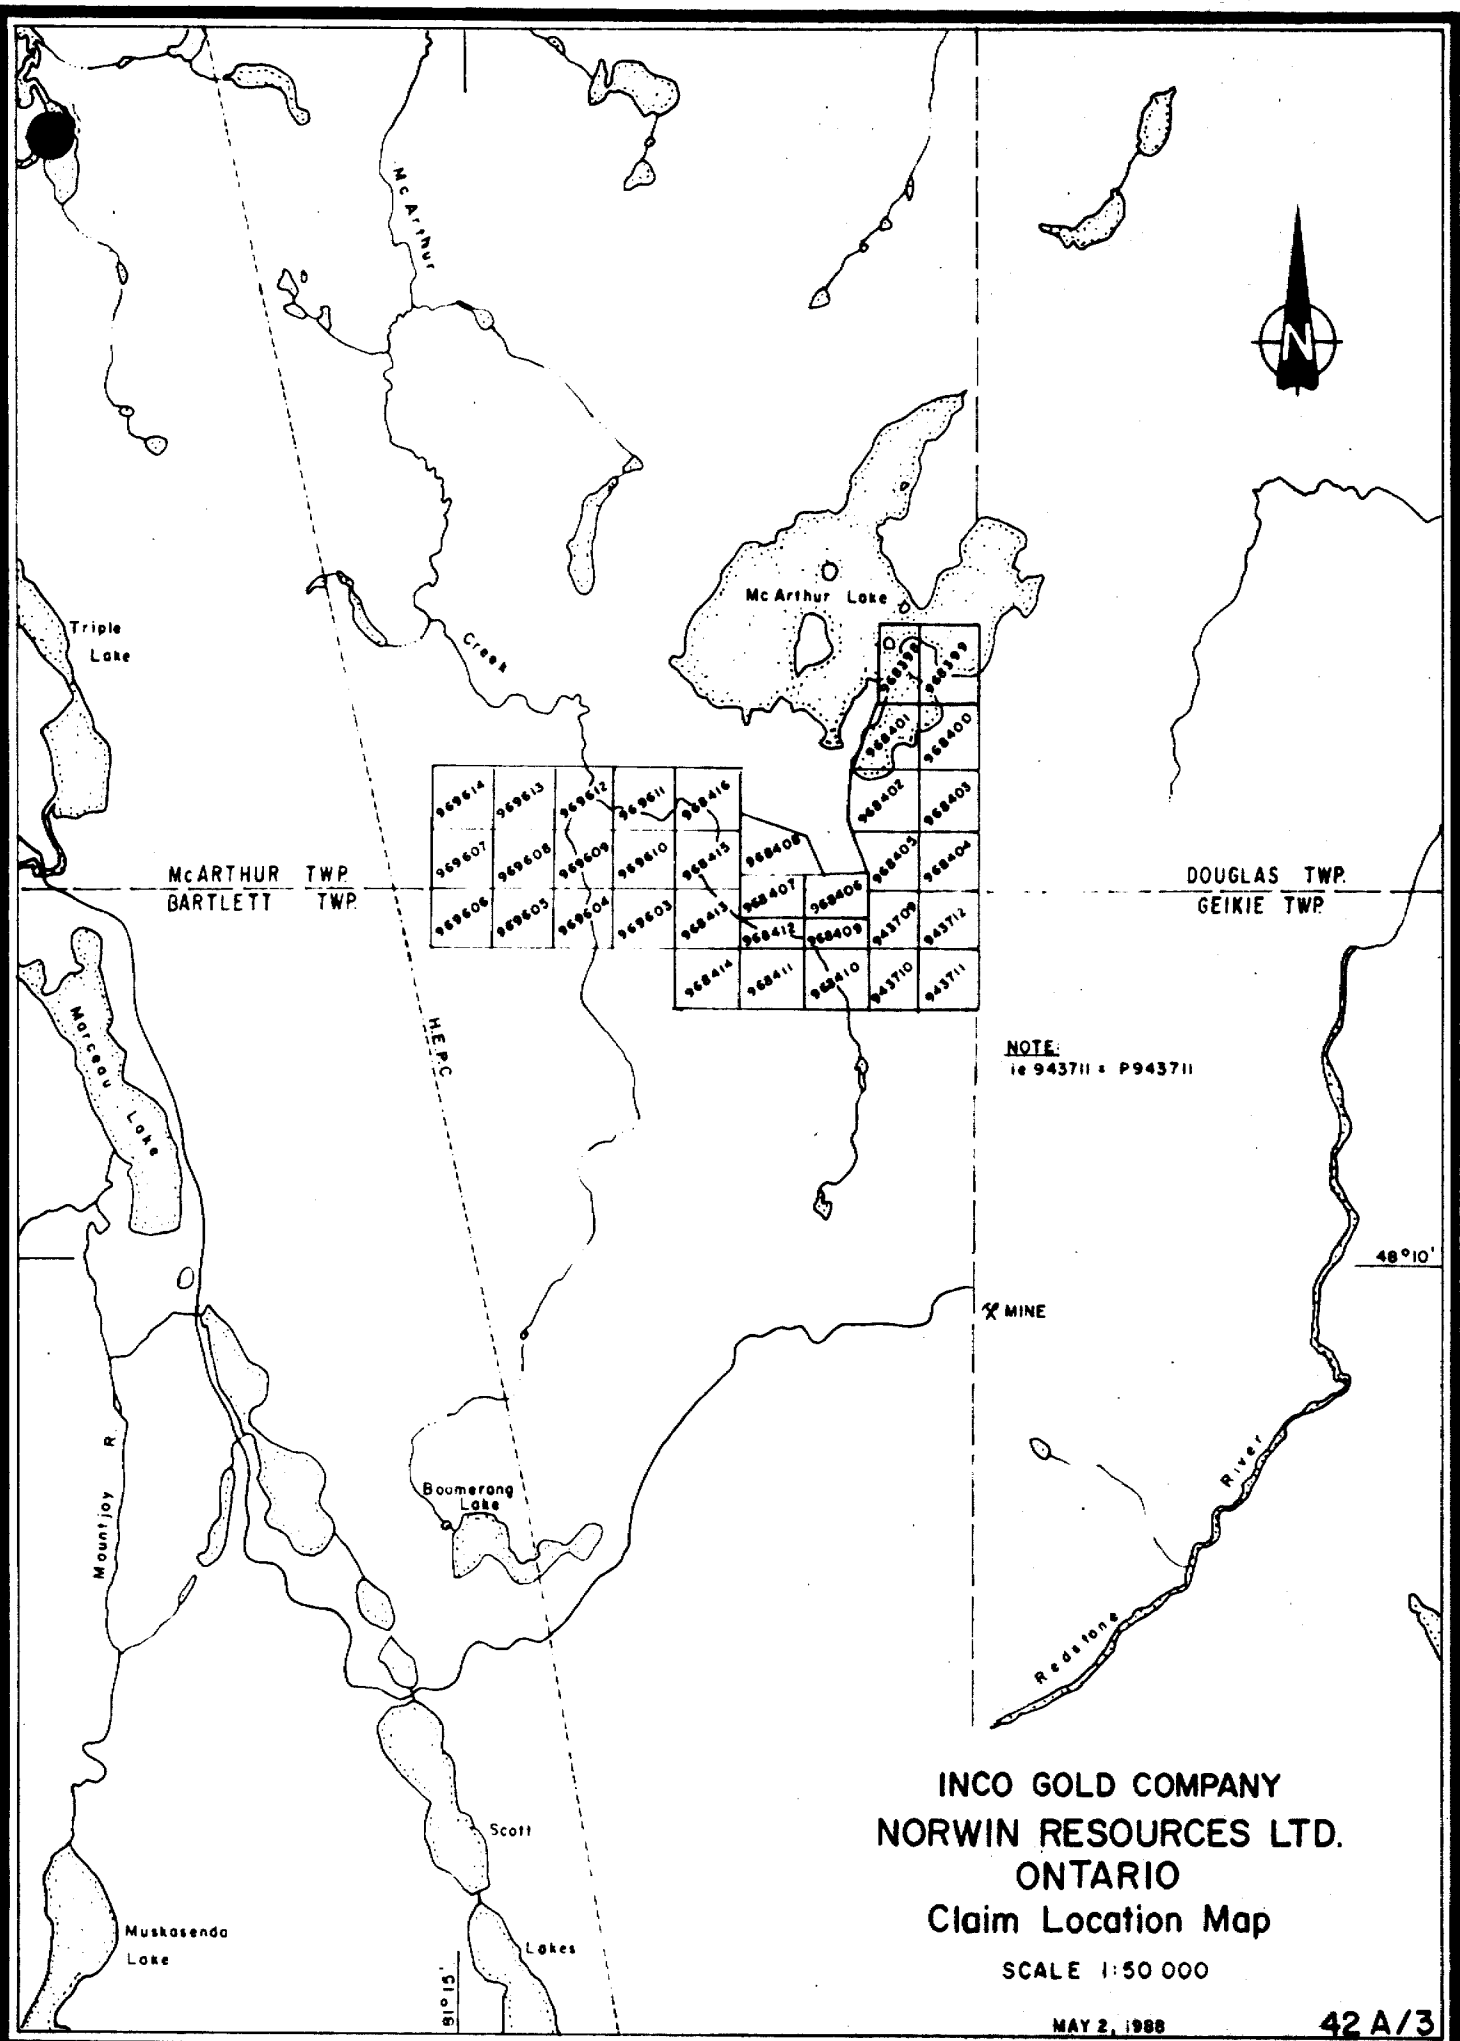 McArthur
N
McArthur Lake
Triple
Lake
Creek
968398
968399
968401
968400
969614
969613
969612
969611
968416
968402
968403
969607
969608
969609
969610
968415
968408
968405
968404
McARTHUR TWP.
BARTLETT TWP.
DOUGLAS TWP.
GEIKIE TWP.
968407
968406
969606
969605
969604
969603
968413
968412
968409
943709
943712
968414
968411
968410
943710
943711
Marceau
Lake
H.E.P.C.
NOTE:
ie 943711 = P943711
48°10'
MINE
Mountjoy R
Boomerang
Lake
River
Redstone
Scott
Lakes
Muskasenda
Lake
81°15'
INCO GOLD COMPANY
NORWIN RESOURCES LTD.
ONTARIO
Claim Location Map
SCALE 1:50 000
MAY 2, 1988
42 A/3